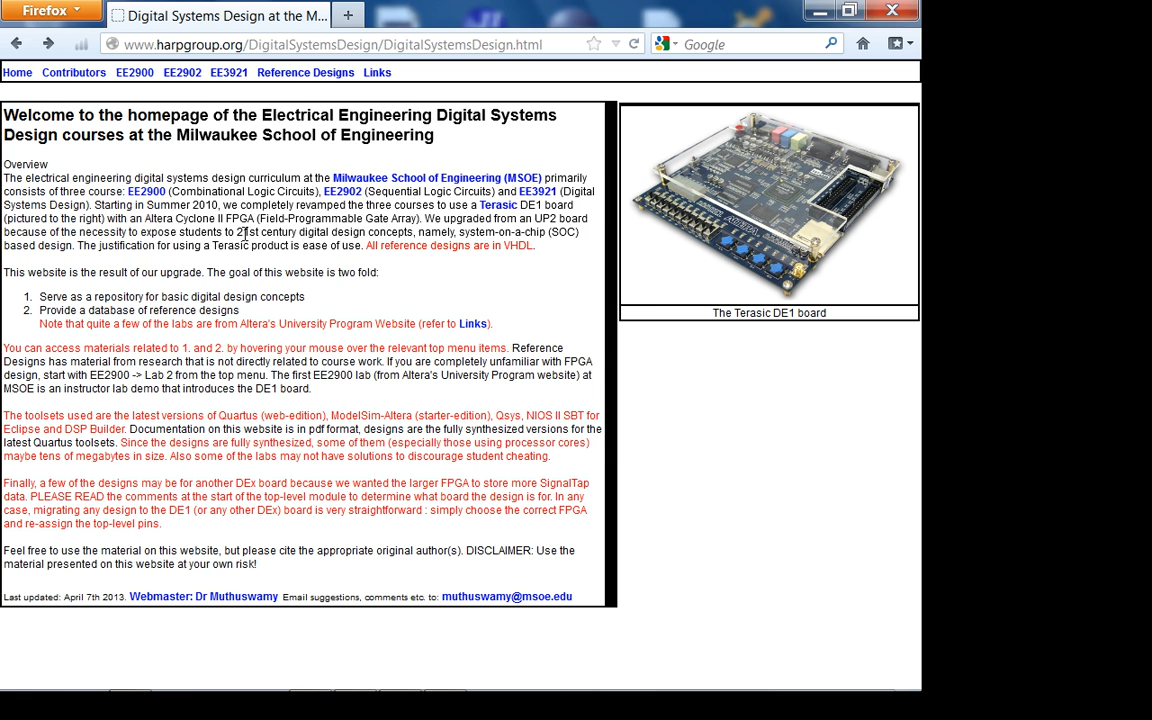 Firefox
Digital Systems Design at the M...
www.harpgroup.org/DigitalSystemsDesign/DigitalSystemsDesign.html
Google
Home Contributors EE2900 EE2902 EE3921 Reference Designs Links
Welcome to the homepage of the Electrical Engineering Digital Systems
Design courses at the Milwaukee School of Engineering
Overview
The electrical engineering digital systems design curriculum at the Milwaukee School of Engineering (MSOE) primarily
consists of three course: EE2900 (Combinational Logic Circuits), EE2902 (Sequential Logic Circuits) and EE3921 (Digital
Systems Design). Starting in Summer 2010, we completely revamped the three courses to use a Terasic DE1 board
(pictured to the right) with an Altera Cyclone II FPGA (Field-Programmable Gate Array). We upgraded from an UP2 board
because of the necessity to expose students to 21st century digital design concepts, namely, system-on-a-chip (SOC)
based design. The justification for using a Terasic product is ease of use. All reference designs are in VHDL.
This website is the result of our upgrade. The goal of this website is two fold:
1. Serve as a repository for basic digital design concepts
2. Provide a database of reference designs
Note that quite a few of the labs are from Altera's University Program Website (refer to Links).
You can access materials related to 1. and 2. by hovering your mouse over the relevant top menu items. Reference
Designs has material from research that is not directly related to course work. If you are completely unfamiliar with FPGA
design, start with EE2900 -> Lab 2 from the top menu. The first EE2900 lab (from Altera's University Program website) at
MSOE is an instructor lab demo that introduces the DE1 board.
The toolsets used are the latest versions of Quartus (web-edition), ModelSim-Altera (starter-edition), Qsys, NIOS II SBT for
Eclipse and DSP Builder. Documentation on this website is in pdf format, designs are the fully synthesized versions for the
latest Quartus toolsets. Since the designs are fully synthesized, some of them (especially those using processor cores)
maybe tens of megabytes in size. Also some of the labs may not have solutions to discourage student cheating.
Finally, a few of the designs may be for another DEx board because we wanted the larger FPGA to store more SignalTap
data. PLEASE READ the comments at the start of the top-level module to determine what board the design is for. In any
case, migrating any design to the DE1 (or any other DEx) board is very straightforward : simply choose the correct FPGA
and re-assign the top-level pins.
Feel free to use the material on this website, but please cite the appropriate original author(s). DISCLAIMER: Use the
material presented on this website at your own risk!
Last updated: April 7th 2013. Webmaster: Dr Muthuswamy Email suggestions, comments etc. to: muthuswamy@msoe.edu
The Terasic DE1 board